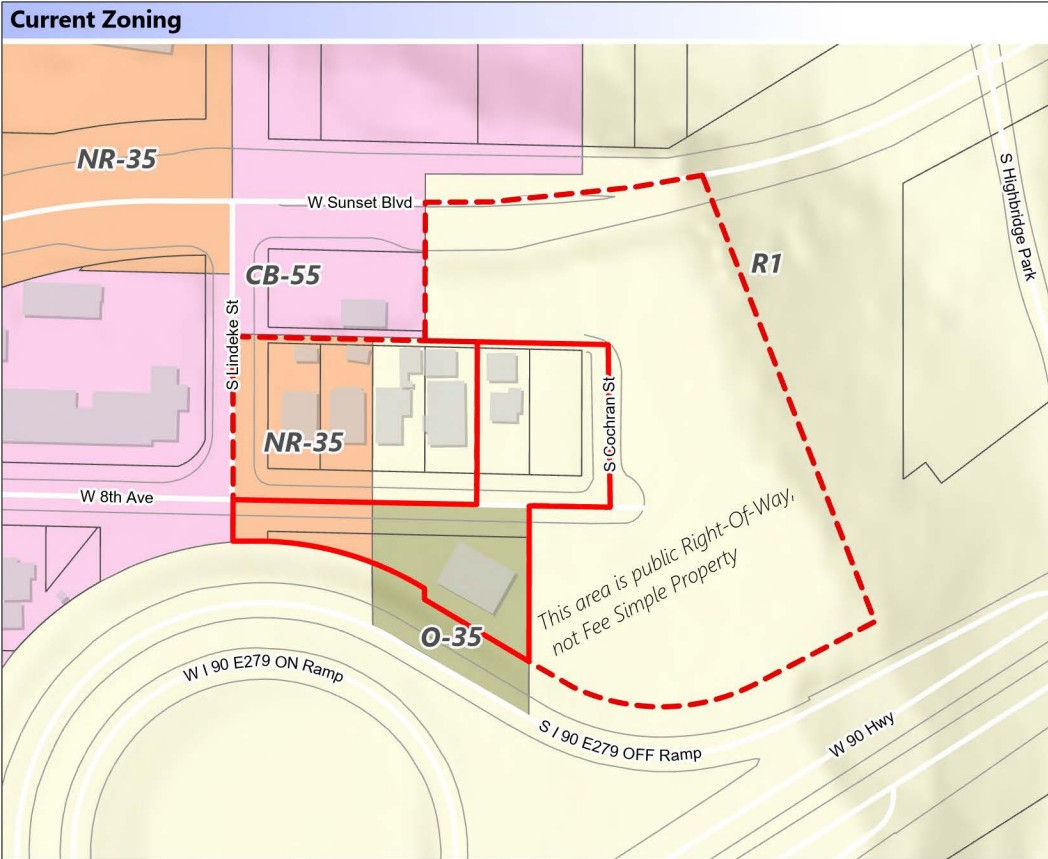 Current Zoning
NR-35
W Sunset Blvd
S Highbridge Park
R1
CB-55
S Lindeke St
NR-35
S Cochran St
W 8th Ave
This area is public Right-Of-Way,
not Fee Simple Property
O-35
W I 90 E279 ON Ramp
S I 90 E279 OFF Ramp
W 90 Hwy